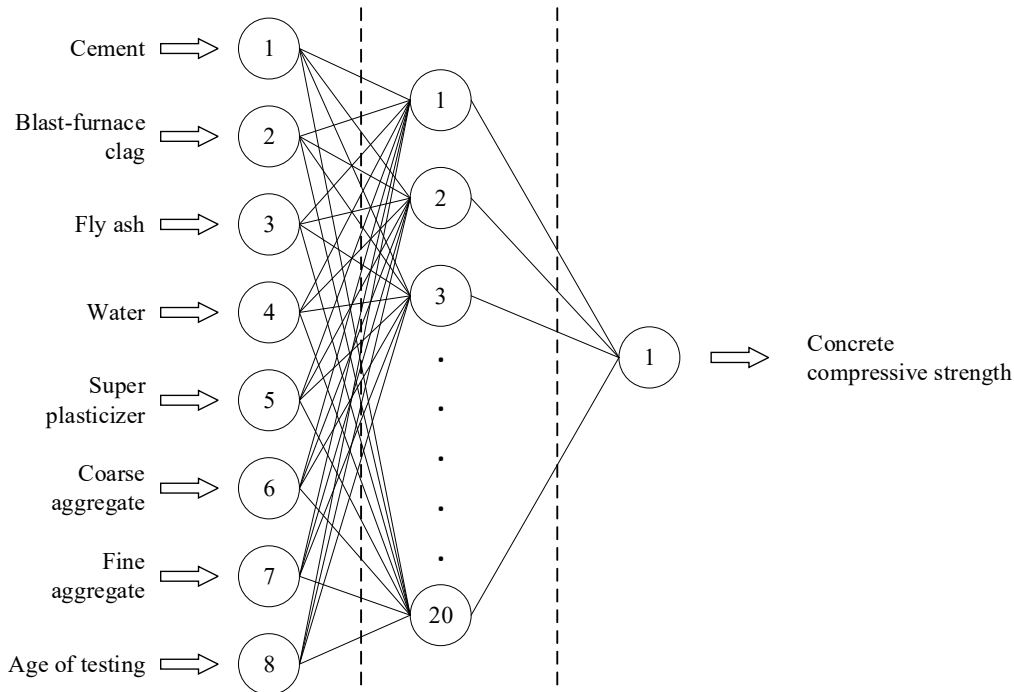 Cement
1
Blast-furnace
clag
2
Fly ash
3
Water
4
Super
plasticizer
5
Coarse
aggregate
6
Fine
aggregate
7
Age of testing
8
1
2
3
20
1
Concrete
compressive strength